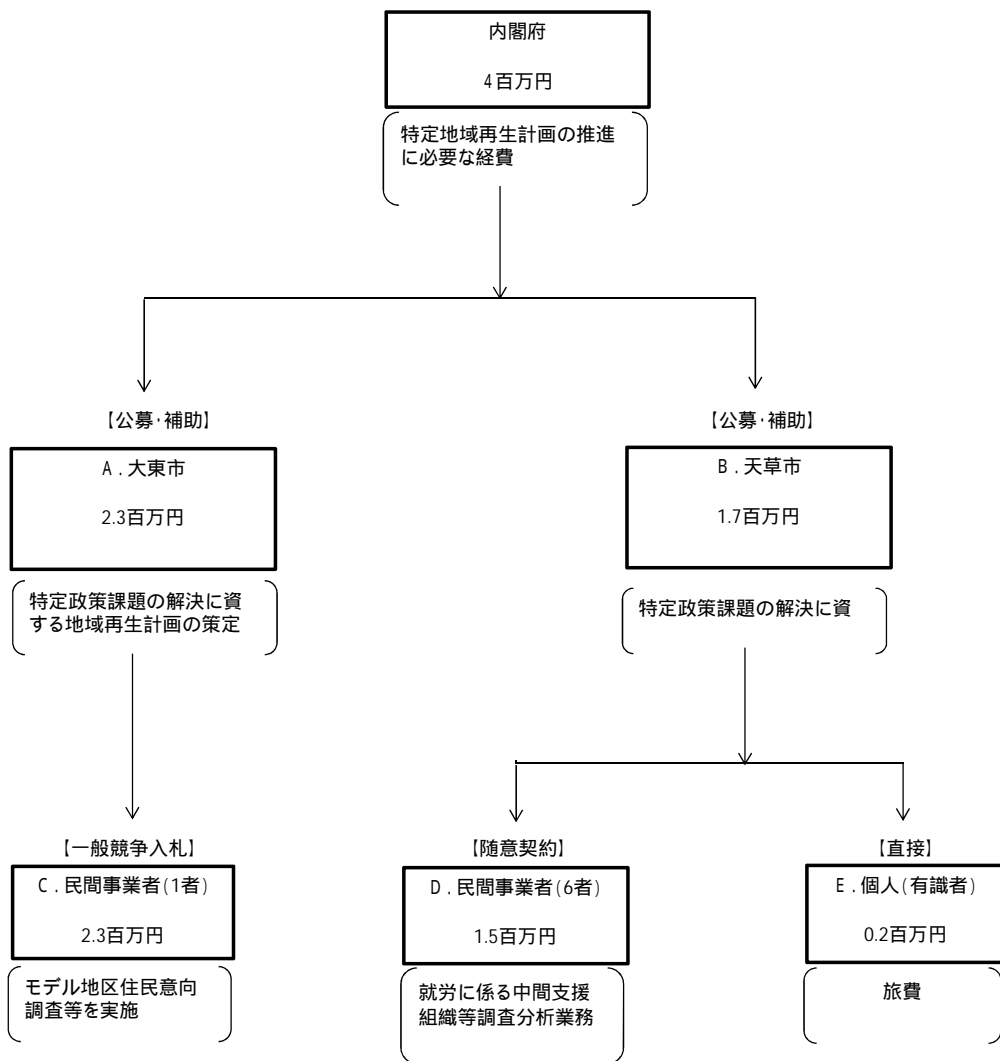 内閣府
4百万円
特定地域再生計画の推進
に必要な経費
【公募・補助】
A．大東市
2.3百万円
特定政策課題の解決に資
する地域再生計画の策定
【公募・補助】
B．天草市
1.7百万円
特定政策課題の解決に資
【一般競争入札】
C．民間事業者(1者)
2.3百万円
モデル地区住民意向
調査等を実施
【随意契約】
D．民間事業者(6者)
1.5百万円
就労に係る中間支援
組織等調査分析業務
【直接】
E．個人(有識者)
0.2百万円
旅費